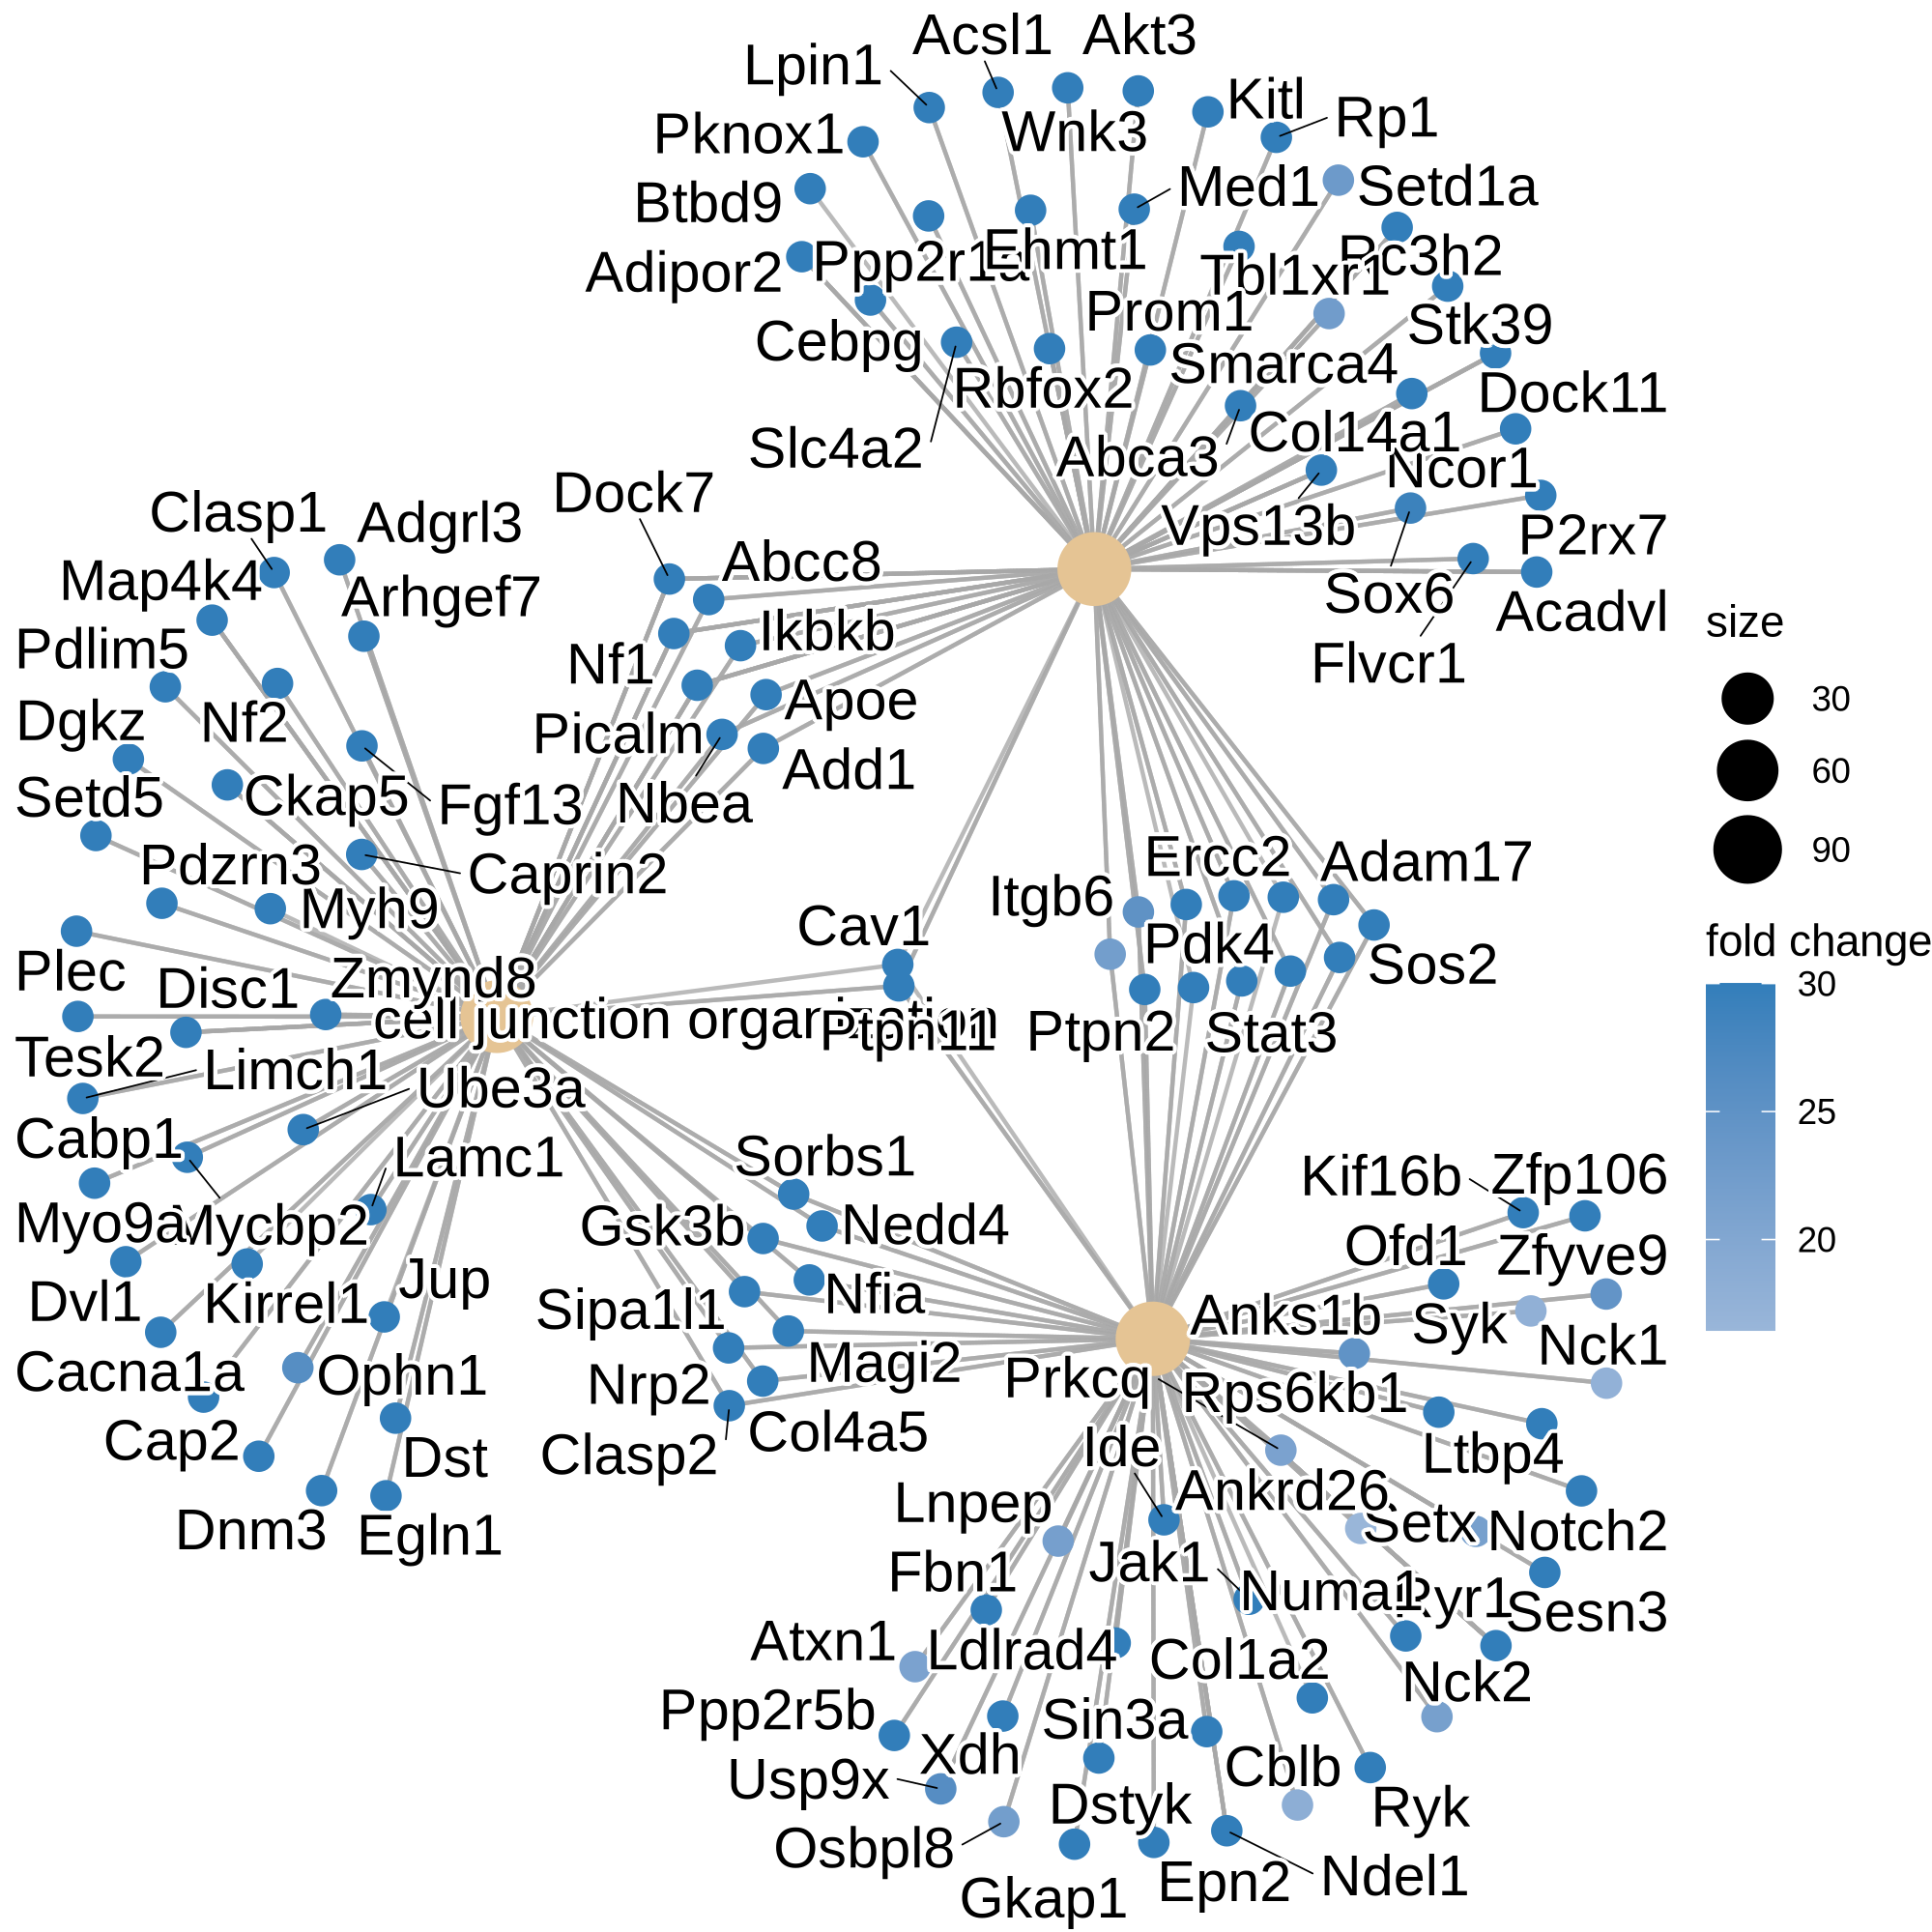 Acsl1
Akt3
Lpin1
Kitl
Rp1
Pknox1
Wnk3
Btbd9
Med1
Setd1a
Adipor2
Ppp2r1a
Ehmt1
Rc3h2
Tbl1xr1
Cebpg
Prom1
Stk39
Rbfox2
Smarca4
Dock11
Slc4a2
Abca3
Col14a1
Ncor1
Dock7
Vps13b
P2rx7
Clasp1
Adgrl3
Abcc8
Sox6
Acadvl
Map4k4
Arhgef7
Ikbkb
Flvcr1
Pdlim5
Nf1
Dgkz
Nf2
Picalm
Apoe
Setd5
Ckap5
Fgf13
Nbea
Add1
Pdzrn3
Caprin2
Myh9
Cav1
Itgb6
Ercc2
Adam17
Plec
Disc1
Zmynd8
Pdk4
Sos2
cell junction organization
Ptpn11
Ptpn2
Stat3
Tesk2
Limch1
Ube3a
Cabp1
Lamc1
Sorbs1
Kif16b
Zfp106
Myo9a
Mycbp2
Gsk3b
Nedd4
Ofd1
Zfyve9
Dvl1
Kirrel1
Jup
Sipa1l1
Nfia
Anks1b
Syk
Nck1
Cacna1a
Ophn1
Nrp2
Magi2
Prkcq
Rps6kb1
Cap2
Dst
Clasp2
Col4a5
Ide
Ltbp4
Dnm3
Egln1
Lnpep
Ankrd26
Setx
Notch2
Fbn1
Jak1
Numa1
Ryr1
Sesn3
Atxn1
Ldlrad4
Col1a2
Nck2
Ppp2r5b
Sin3a
Usp9x
Xdh
Cblb
Osbpl8
Dstyk
Ryk
Gkap1
Epn2
Ndel1
size
30
60
90
fold change
30
25
20